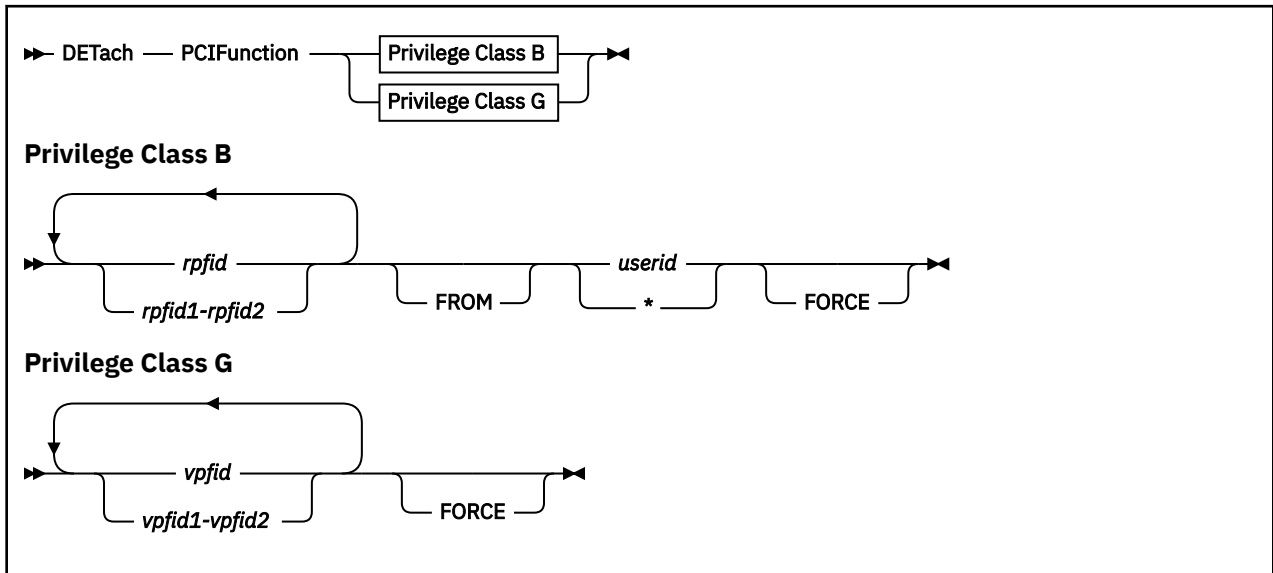 DETach PCIFunction Privilege Class B
Privilege Class G
Privilege Class B
rpfid userid
rpfid1-rpfid2 FROM * FORCE
Privilege Class G
vpfid
vpfid1-vpfid2 FORCE